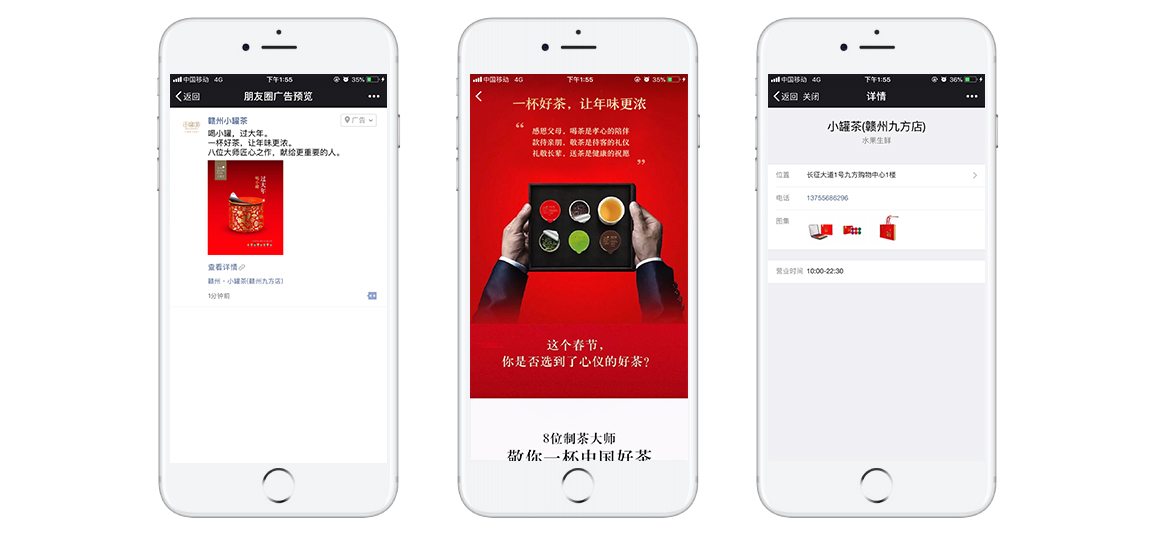 中国移动 4G 下午1:55 35%
返回 朋友圈广告预览
小罐茶
赣州小罐茶 广告
喝小罐，过大年。
一杯好茶，让年味更浓。
八位大师匠心之作，献给更重要的人。
过大年
喝小罐
查看详情
赣州·小罐茶(赣州九方店)
1分钟前
中国移动 4G 下午1:55 35%
一杯好茶，让年味更浓
“
感恩父母，喝茶是孝心的陪伴
款待亲朋，敬茶是待客的礼仪
礼敬长辈，送茶是健康的祝愿
”
这个春节，
你是否选到了心仪的好茶?
8位制茶大师
敬你一杯中国好茶
中国移动 4G 下午1:55 36%
返回 关闭 详情
小罐茶(赣州九方店)
水果生鲜
位置 长征大道1号九方购物中心1楼
电话 13755686296
图集
营业时间 10:00-22:30